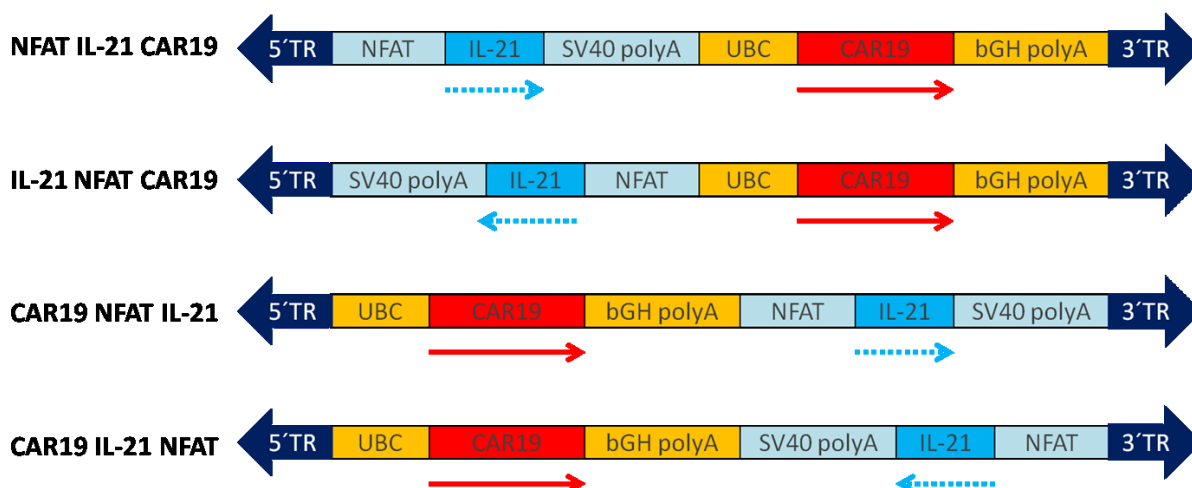 NFAT IL-21 CAR19 5´TR NFAT IL-21 SV40 polyA UBC CAR19 bGH polyA 3´TR
IL-21 NFAT CAR19 5´TR SV40 polyA IL-21 NFAT UBC CAR19 bGH polyA 3´TR
CAR19 NFAT IL-21 5´TR UBC CAR19 bGH polyA NFAT IL-21 SV40 polyA 3´TR
CAR19 IL-21 NFAT 5´TR UBC CAR19 bGH polyA SV40 polyA IL-21 NFAT 3´TR